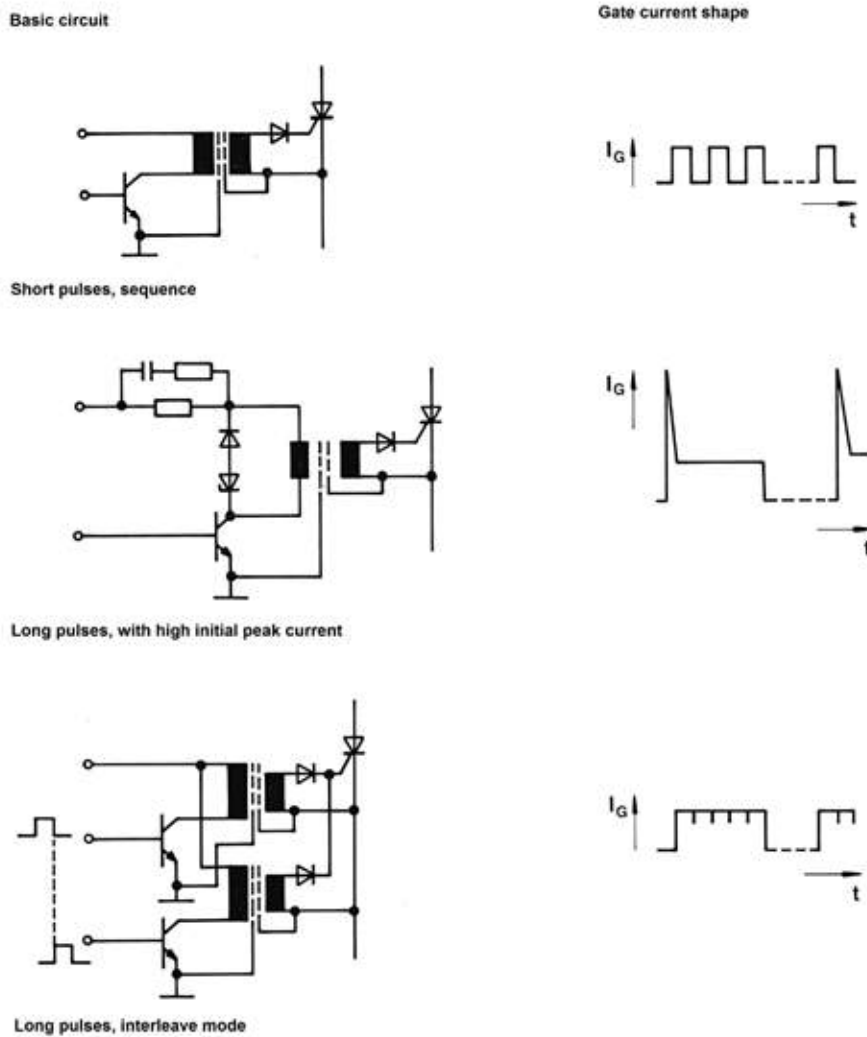 Basic circuit
Gate current shape
I_G
t
Short pulses, sequence
I_G
t
Long pulses, with high initial peak current
I_G
t
Long pulses, interleave mode